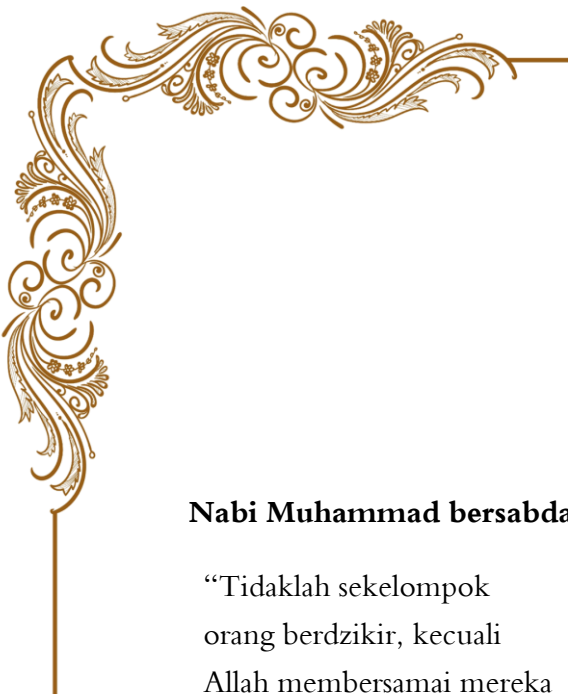 Nabi Muhammad bersabda
“Tidaklah sekelompok
orang berdzikir, kecuali
Allah membersamai mereka